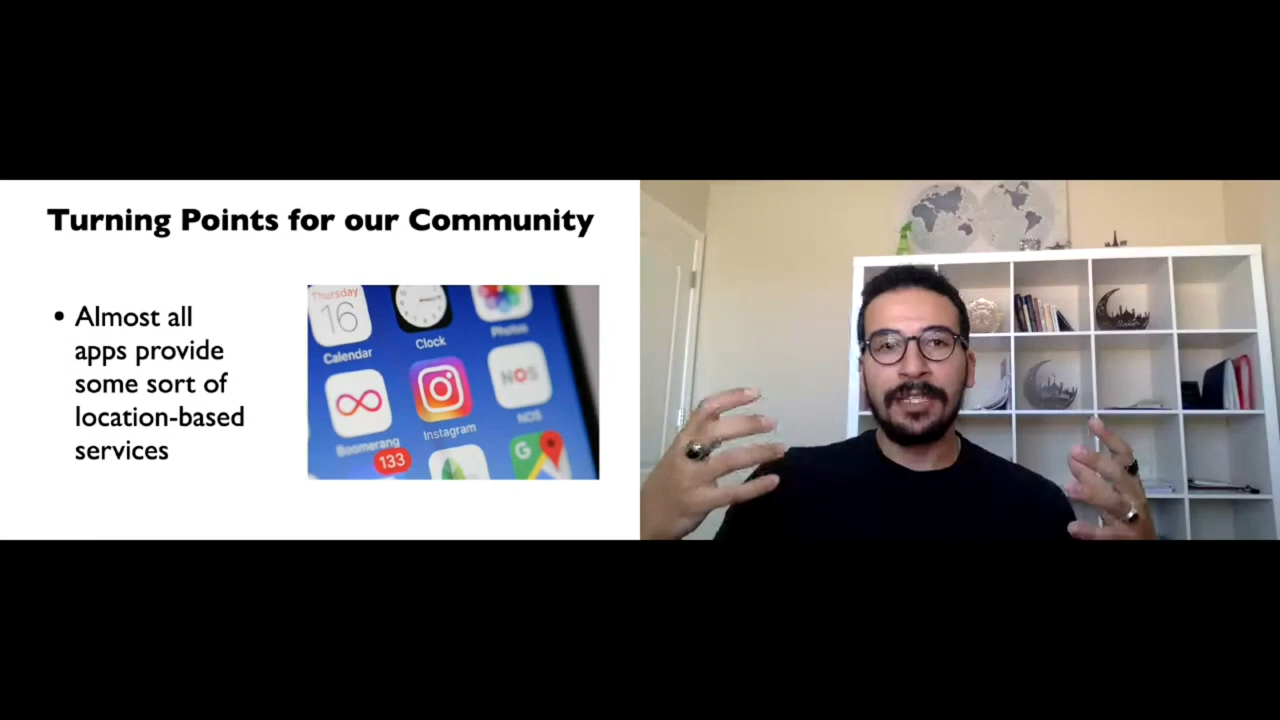 Turning Points for our Community
• Almost all
apps provide
some sort of
location-based
services
Thursday
16
Calendar
Clock
Photos
Boomerang
Instagram
NOS
NOS
133
G